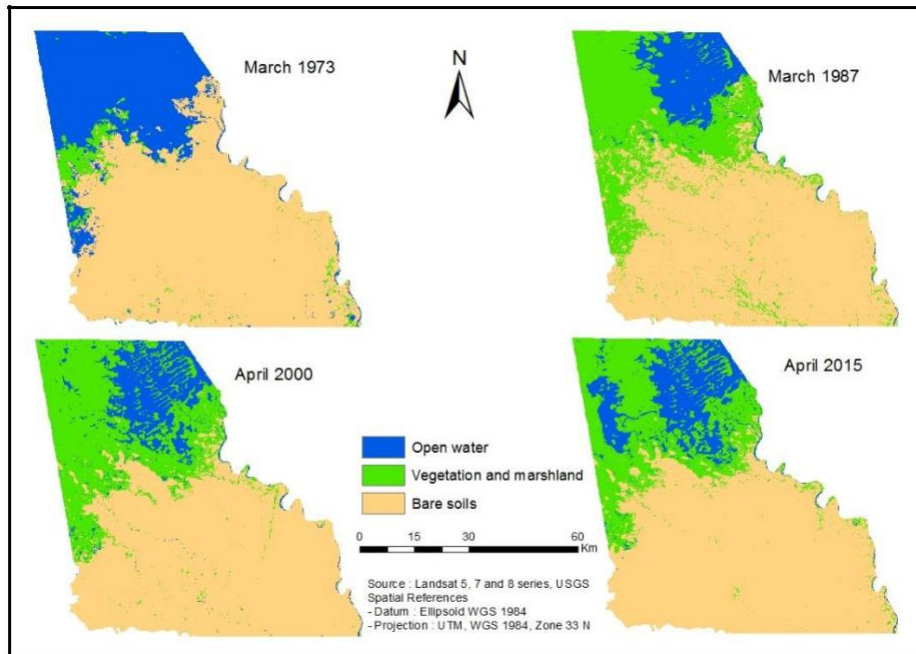 March 1973
N
March 1987
April 2000
April 2015
Open water
Vegetation and marshland
Bare soils
0 15 30 60
Km
Source : Landsat 5, 7 and 8 series, USGS
Spatial References
- Datum : Ellipsoid WGS 1984
- Projection : UTM, WGS 1984, Zone 33 N